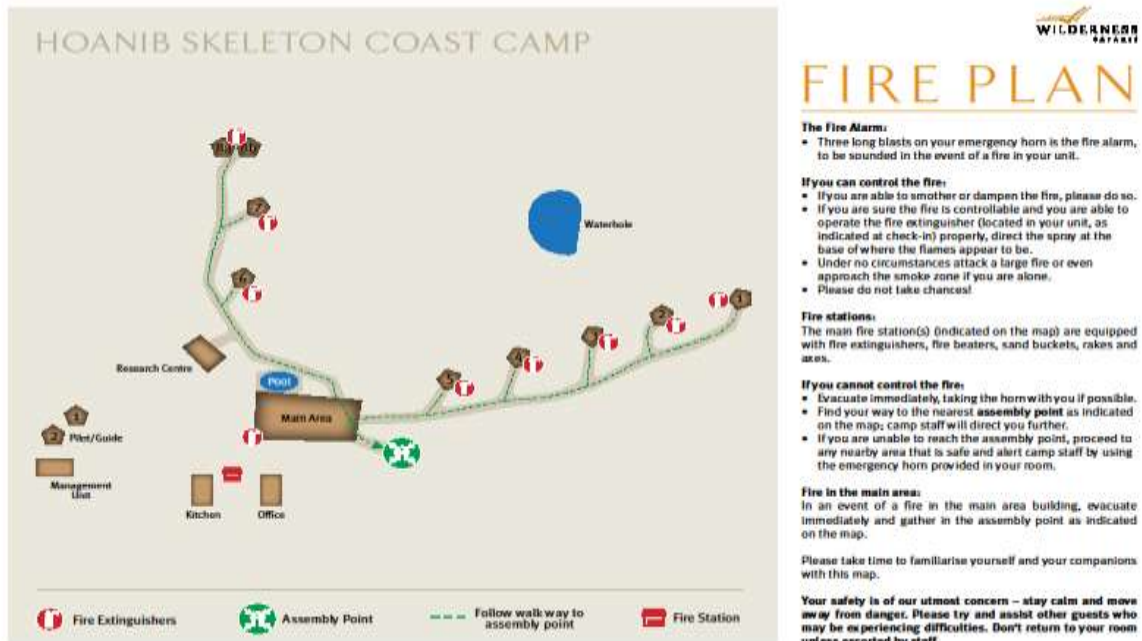 HOANIB SKELETON COAST CAMP
Family
7
6
Waterhole
1
2
3
4
5
Research Centre
Pool
Main Area
1
2 Pilot/Guide
Management
Unit
Kitchen
Office
Fire Extinguishers
Assembly Point
Follow walk way to
assembly point
Fire Station
WILDERNESS
SAFARIS
FIRE PLAN
The Fire Alarm:
• Three long blasts on your emergency horn is the fire alarm,
to be sounded in the event of a fire in your unit.
If you can control the fire:
• If you are able to smother or dampen the fire, please do so.
• If you are sure the fire is controllable and you are able to
operate the fire extinguisher (located in your unit, as
indicated at check-in) properly, direct the spray at the
base of where the flames appear to be.
• Under no circumstances attack a large fire or even
approach the smoke zone if you are alone.
• Please do not take chances!
Fire stations:
The main fire station(s) (indicated on the map) are equipped
with fire extinguishers, fire beaters, sand buckets, rakes and
axes.
If you cannot control the fire:
• Evacuate immediately, taking the horn with you if possible.
• Find your way to the nearest assembly point as indicated
on the map; camp staff will direct you further.
• If you are unable to reach the assembly point, proceed to
any nearby area that is safe and alert camp staff by using
the emergency horn provided in your room.
Fire in the main area:
In an event of a fire in the main area building, evacuate
immediately and gather in the assembly point as indicated
on the map.
Please take time to familiarise yourself and your companions
with this map.
Your safety is of our utmost concern – stay calm and move
away from danger. Please try and assist other guests who
may be experiencing difficulties. Don't return to your room
unless escorted by staff.